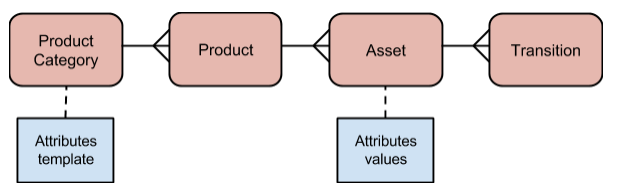 Product
Category
Product
Asset
Transition
Attributes
template
Attributes
values